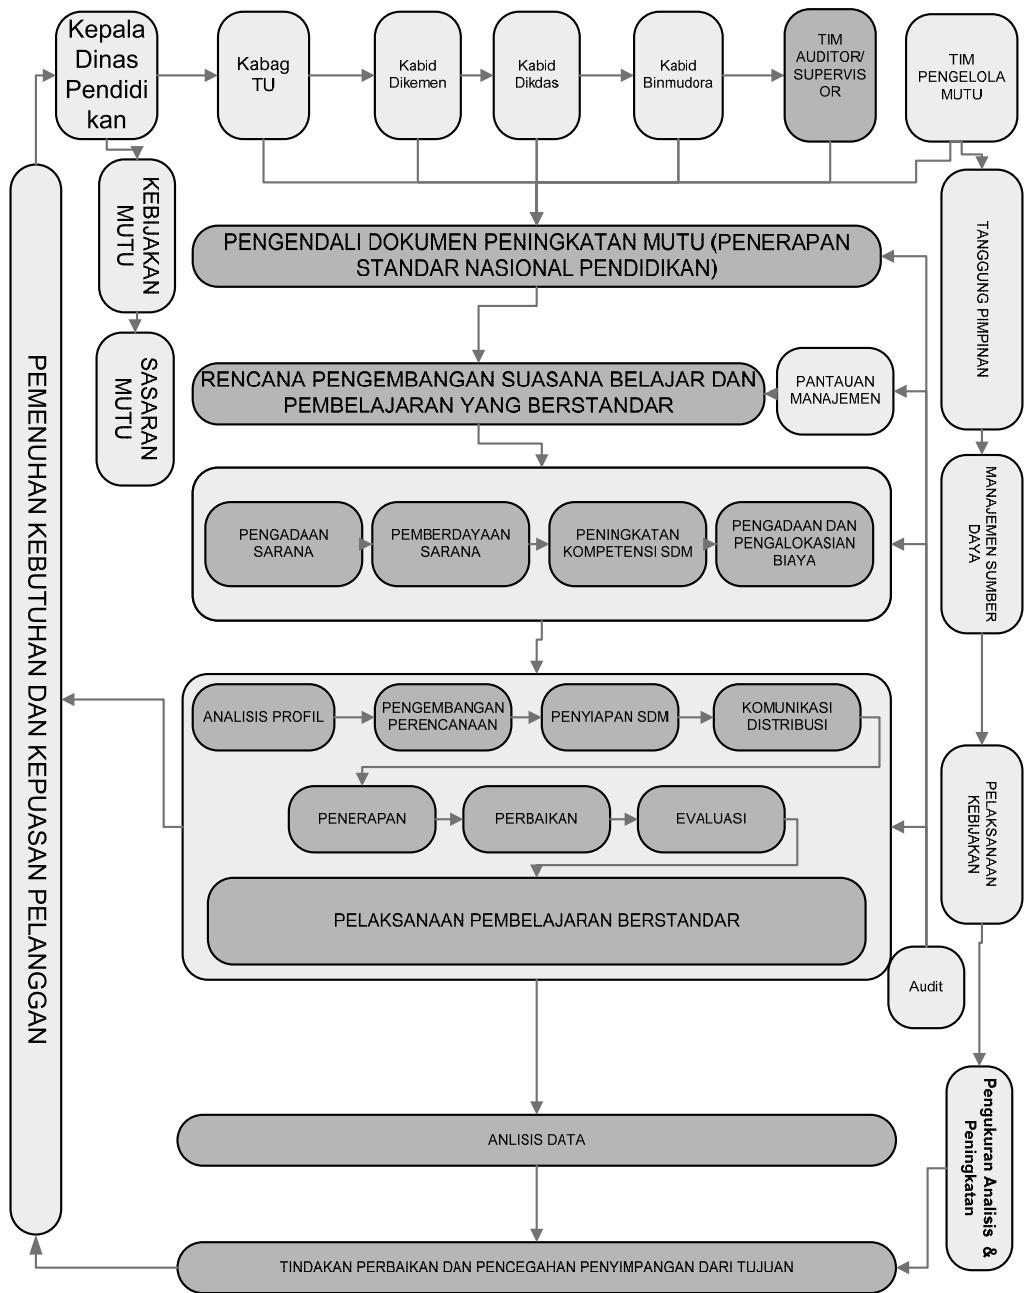 Kepala
Dinas
Pendidi
kan
Kabag
TU
Kabid
Dikemen
Kabid
Dikdas
Kabid
Binmudora
TIM
AUDITOR/
SUPERVIS
OR
TIM
PENGELOLA
MUTU
KEBIJAKAN
MUTU
SASARAN
MUTU
PEMENUHAN KEBUTUHAN DAN KEPUASAN PELANGGAN
PENGENDALI DOKUMEN PENINGKATAN MUTU (PENERAPAN
STANDAR NASIONAL PENDIDIKAN)
RENCANA PENGEMBANGAN SUASANA BELAJAR DAN
PEMBELAJARAN YANG BERSTANDAR
PANTAUAN
MANAJEMEN
TANGGUNG PIMPINAN
MANAJEMEN SUMBER
DAYA
PENGADAAN
SARANA
PEMBERDAYAAN
SARANA
PENINGKATAN
KOMPETENSI SDM
PENGADAAN DAN
PENGALOKASIAN
BIAYA
ANALISIS PROFIL
PENGEMBANGAN
PERENCANAAN
PENYIAPAN SDM
KOMUNIKASI
DISTRIBUSI
PENERAPAN
PERBAIKAN
EVALUASI
PELAKSANAAN
KEBIJAKAN
PELAKSANAAN PEMBELAJARAN BERSTANDAR
Audit
Pengukuran Analisis &
Peningkatan
ANLISIS DATA
TINDAKAN PERBAIKAN DAN PENCEGAHAN PENYIMPANGAN DARI TUJUAN